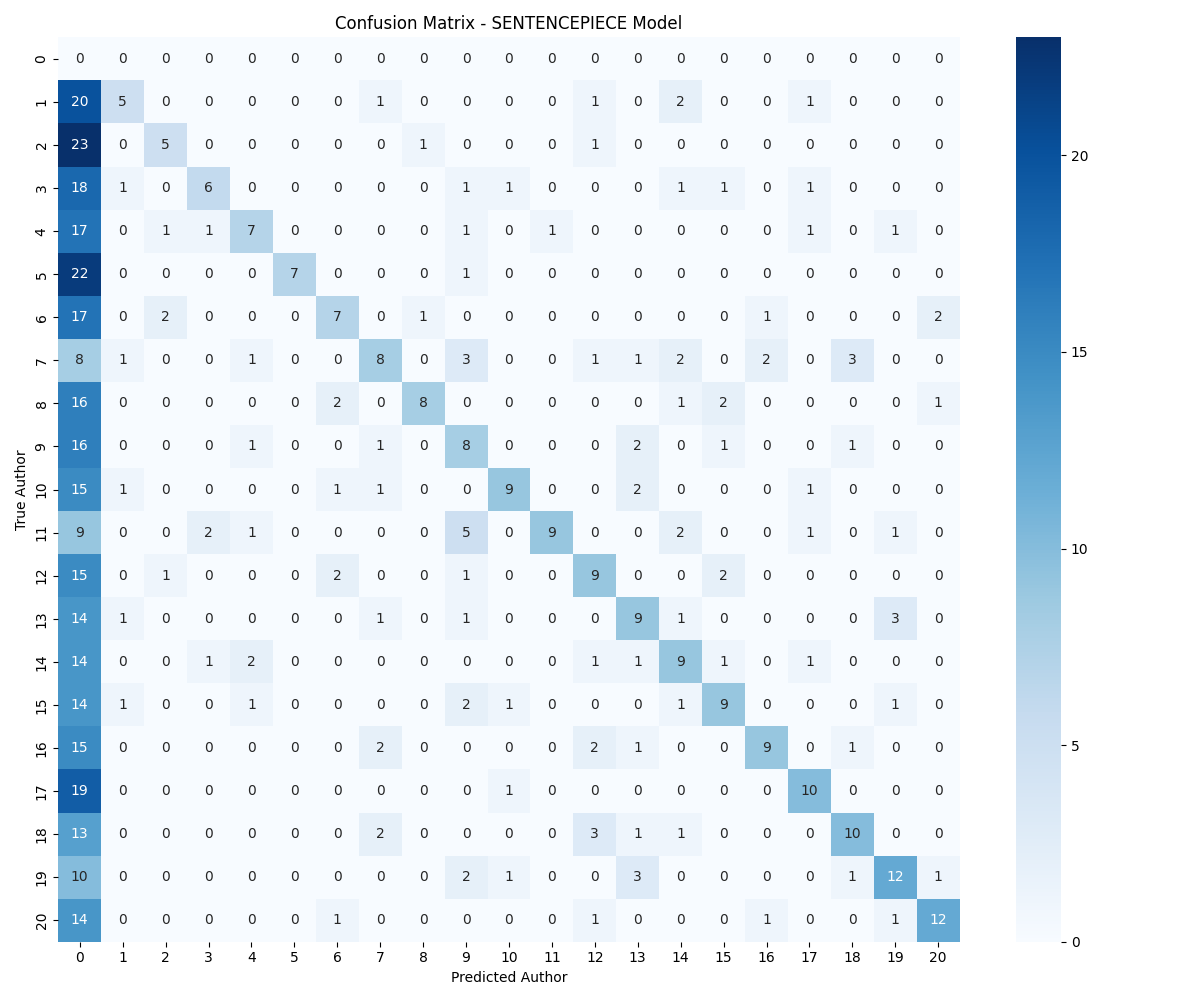 Confusion Matrix - SENTENCEPIECE Model
0 0 0 0 0 0 0 0 0 0 0 0 0 0 0 0 0 0 0 0 0 0
1 20 5 0 0 0 0 0 1 0 0 0 0 1 0 2 0 0 1 0 0 0
2 23 0 5 0 0 0 0 0 1 0 0 0 1 0 0 0 0 0 0 0 0
3 18 1 0 6 0 0 0 0 0 1 1 0 0 0 1 1 0 1 0 0 0
4 17 0 1 1 7 0 0 0 0 1 0 1 0 0 0 0 0 1 0 1 0
5 22 0 0 0 0 7 0 0 0 1 0 0 0 0 0 0 0 0 0 0 0
6 17 0 2 0 0 0 7 0 1 0 0 0 0 0 0 0 1 0 0 0 2
7 8 1 0 0 1 0 0 8 0 3 0 0 1 1 2 0 2 0 3 0 0
8 16 0 0 0 0 0 2 0 8 0 0 0 0 0 1 2 0 0 0 0 1
9 16 0 0 0 1 0 0 1 0 8 0 0 0 2 0 1 0 0 1 0 0
10 15 1 0 0 0 0 1 1 0 0 9 0 0 2 0 0 0 1 0 0 0
11 9 0 0 2 1 0 0 0 0 5 0 9 0 0 2 0 0 1 0 1 0
12 15 0 1 0 0 0 2 0 0 1 0 0 9 0 0 2 0 0 0 0 0
13 14 1 0 0 0 0 0 1 0 1 0 0 0 9 1 0 0 0 0 3 0
14 14 0 0 1 2 0 0 0 0 0 0 0 1 1 9 1 0 1 0 0 0
15 14 1 0 0 1 0 0 0 0 2 1 0 0 0 1 9 0 0 0 1 0
16 15 0 0 0 0 0 0 2 0 0 0 0 2 1 0 0 9 0 1 0 0
17 19 0 0 0 0 0 0 0 0 0 1 0 0 0 0 0 0 10 0 0 0
18 13 0 0 0 0 0 0 2 0 0 0 0 3 1 1 0 0 0 10 0 0
19 10 0 0 0 0 0 0 0 0 2 1 0 0 3 0 0 0 0 1 12 1
20 14 0 0 0 0 0 1 0 0 0 0 0 1 0 0 0 1 0 0 1 12
0 1 2 3 4 5 6 7 8 9 10 11 12 13 14 15 16 17 18 19 20
Predicted Author
True Author
20
15
10
5
0